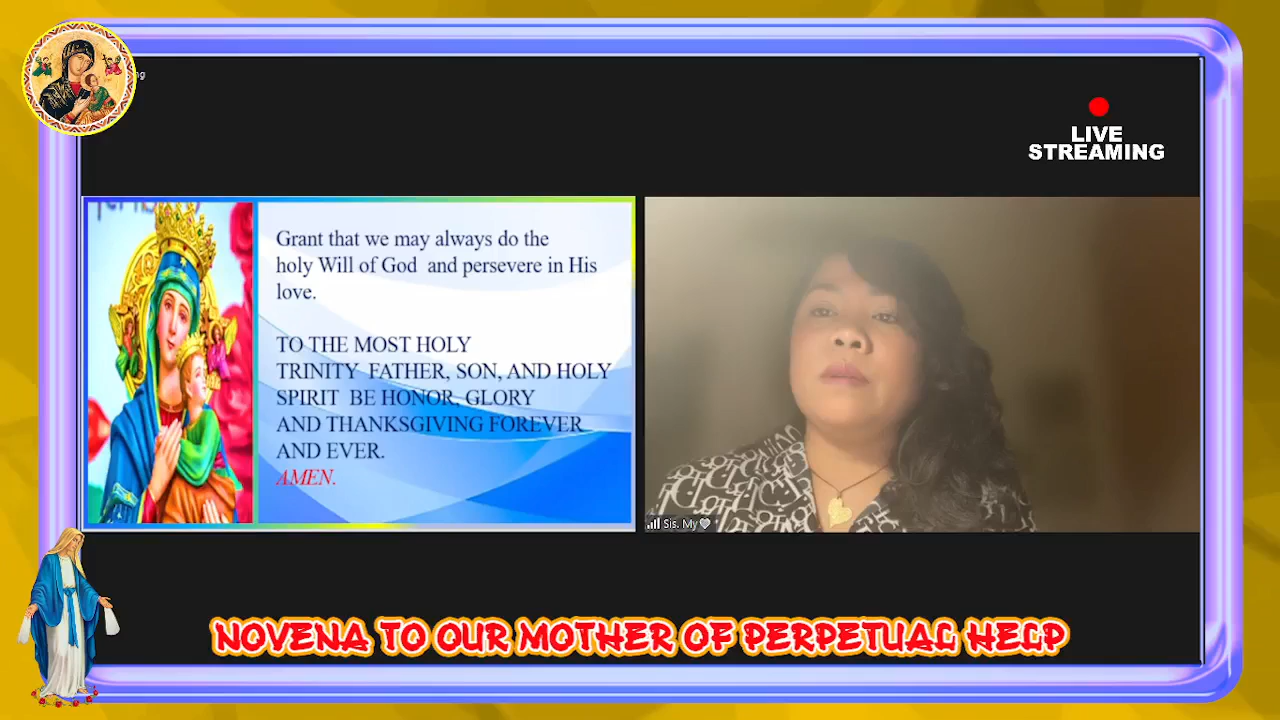 LIVE
STREAMING
Grant that we may always do the
holy Will of God and persevere in His
love.
TO THE MOST HOLY
TRINITY FATHER, SON, AND HOLY
SPIRIT BE HONOR, GLORY
AND THANKSGIVING FOREVER
AND EVER.
AMEN.
Sis. My
NOVENA TO OUR MOTHER OF PERPETUAL HELP